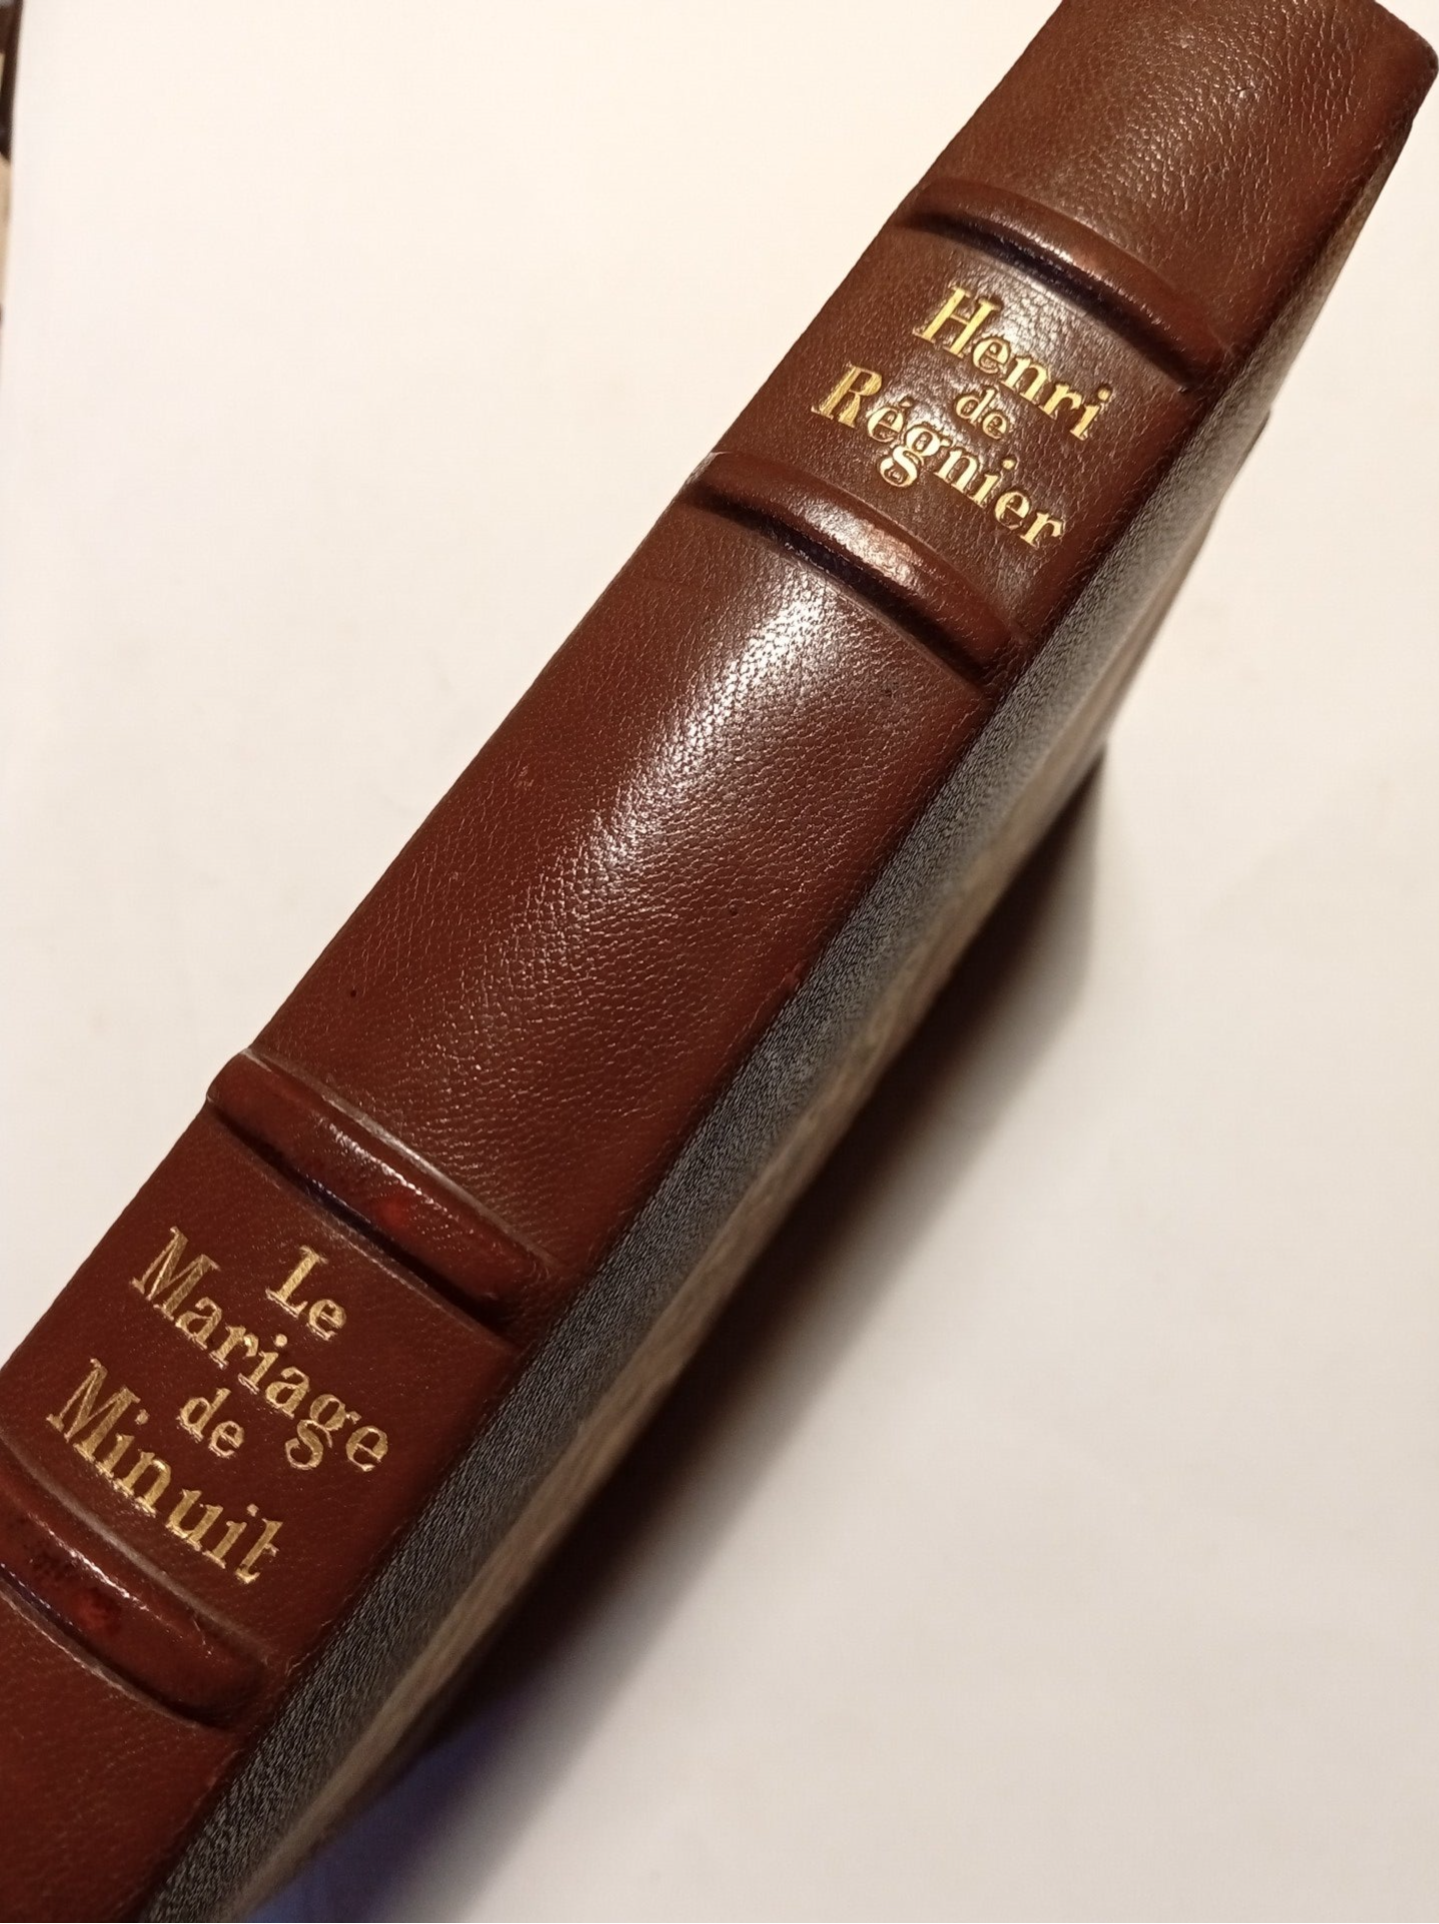 Henri
de
Régnier
Le
Mariage
de
Minuit